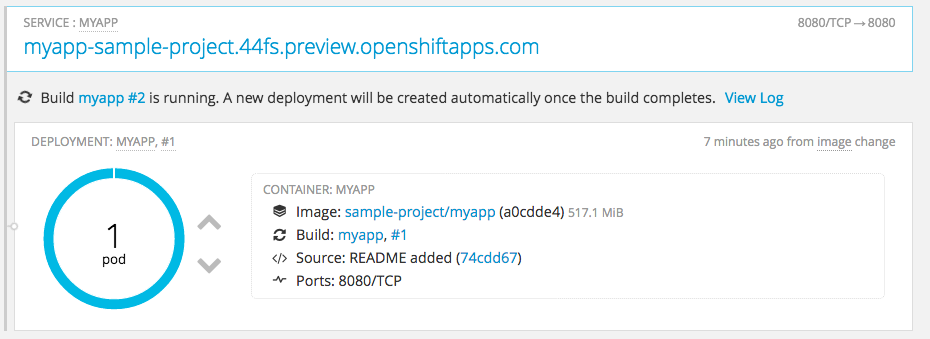 SERVICE : MYAPP 8080/TCP → 8080
myapp-sample-project.44fs.preview.openshiftapps.com
Build myapp #2 is running. A new deployment will be created automatically once the build completes. View Log
DEPLOYMENT: MYAPP, #1 7 minutes ago from image change
1
pod
CONTAINER: MYAPP
Image: sample-project/myapp (a0cdde4) 517.1 MiB
Build: myapp, #1
</> Source: README added (74cdd67)
Ports: 8080/TCP